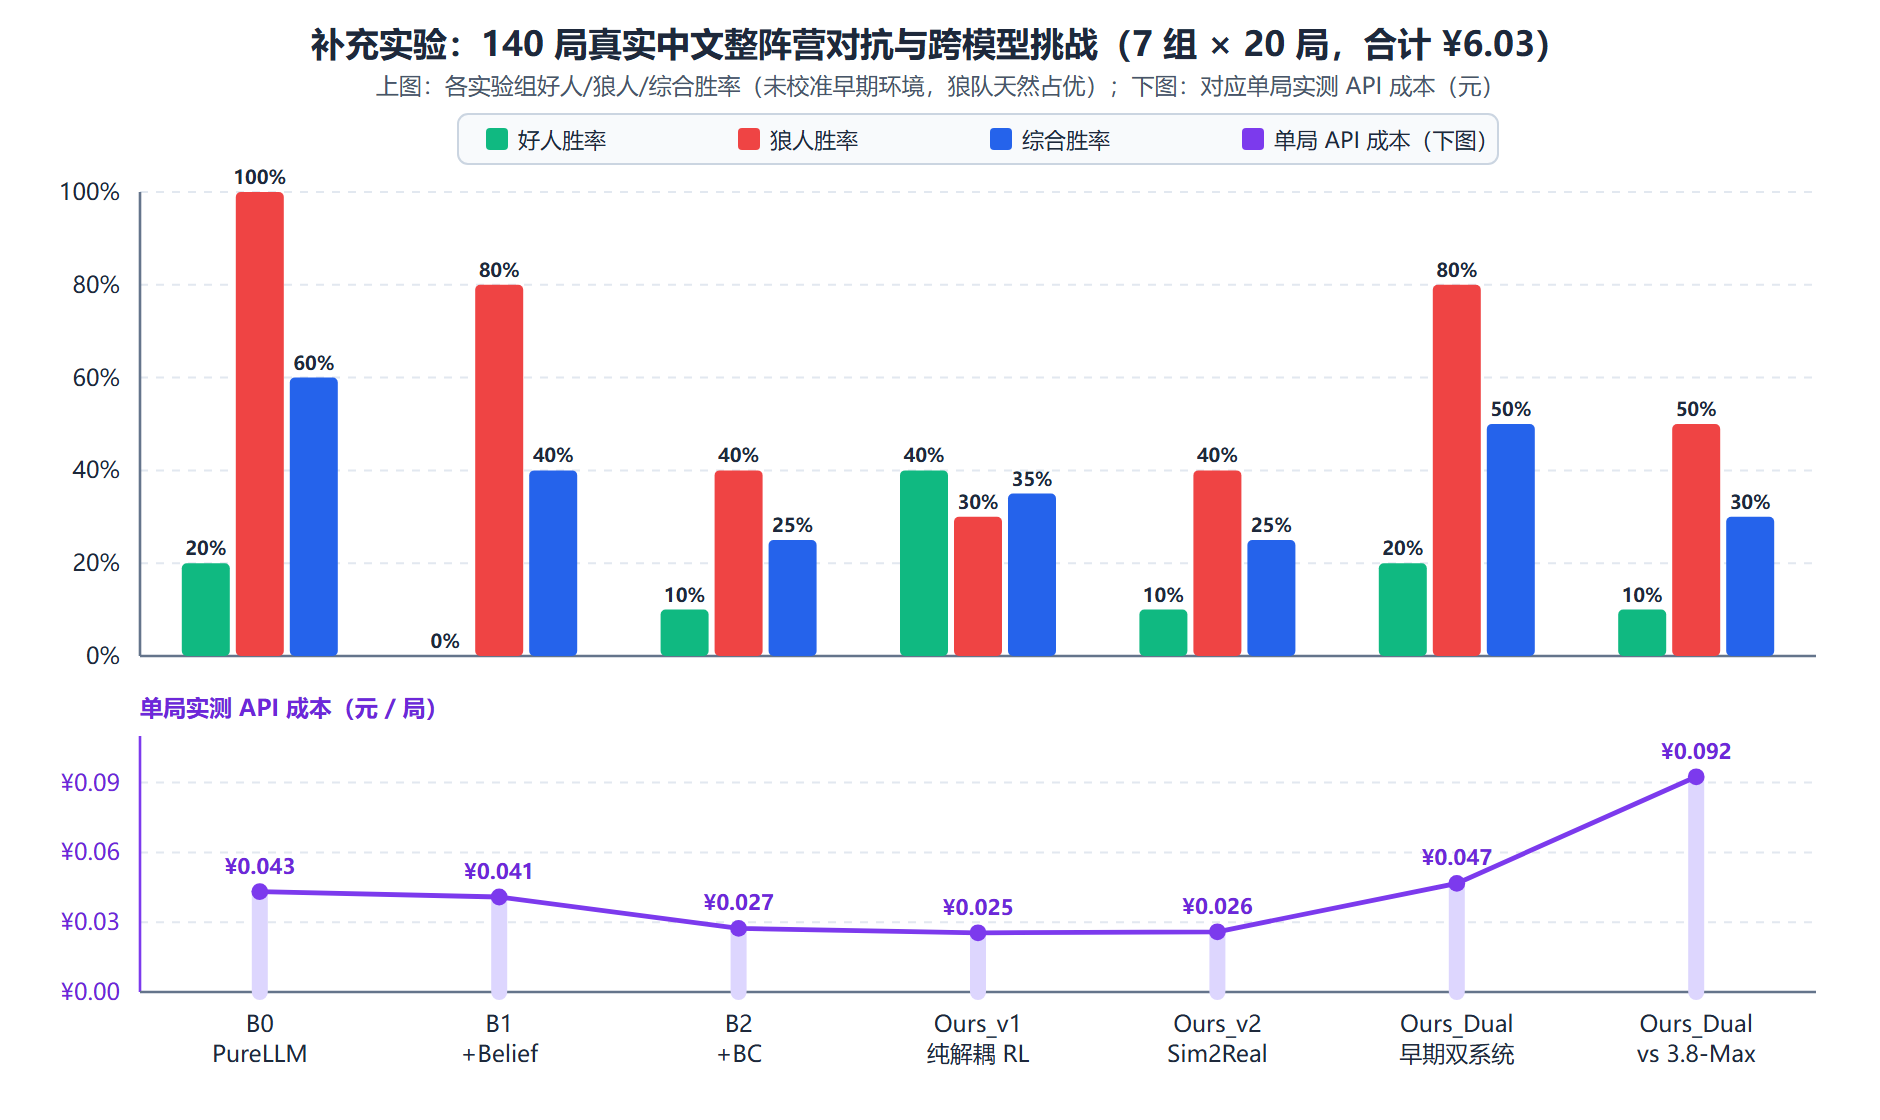 补充实验：140 局真实中文整阵营对抗与跨模型挑战（7 组 × 20 局，合计 ¥6.03）
上图：各实验组好人/狼人/综合胜率（未校准早期环境，狼队天然占优）；下图：对应单局实测 API 成本（元）
好人胜率 狼人胜率 综合胜率 单局 API 成本（下图）
100%
80%
60%
40%
20%
0%
20% 100% 60%
0% 80% 40%
10% 40% 25%
40% 30% 35%
10% 40% 25%
20% 80% 50%
10% 50% 30%
单局实测 API 成本（元 / 局）
¥0.09
¥0.06
¥0.03
¥0.00
¥0.043 ¥0.041 ¥0.027 ¥0.025 ¥0.026 ¥0.047 ¥0.092
B0
PureLLM
B1
+Belief
B2
+BC
Ours_v1
纯解耦 RL
Ours_v2
Sim2Real
Ours_Dual
早期双系统
Ours_Dual
vs 3.8-Max